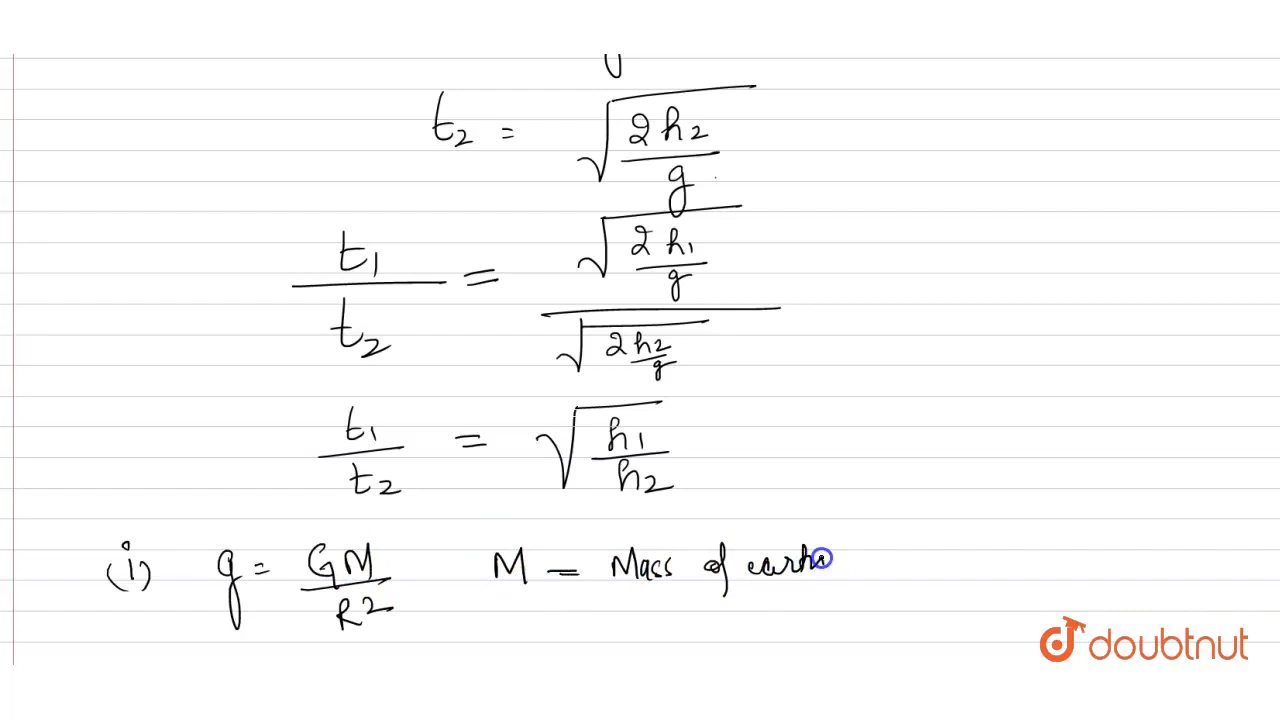 t₂ = √(2h₂/g)
t₁/t₂ = √(2h₁/g)/√(2h₂/g)
t₁/t₂ = √(h₁/h₂)
(i) g = GM/R² M = Mass of earth
doubtnut